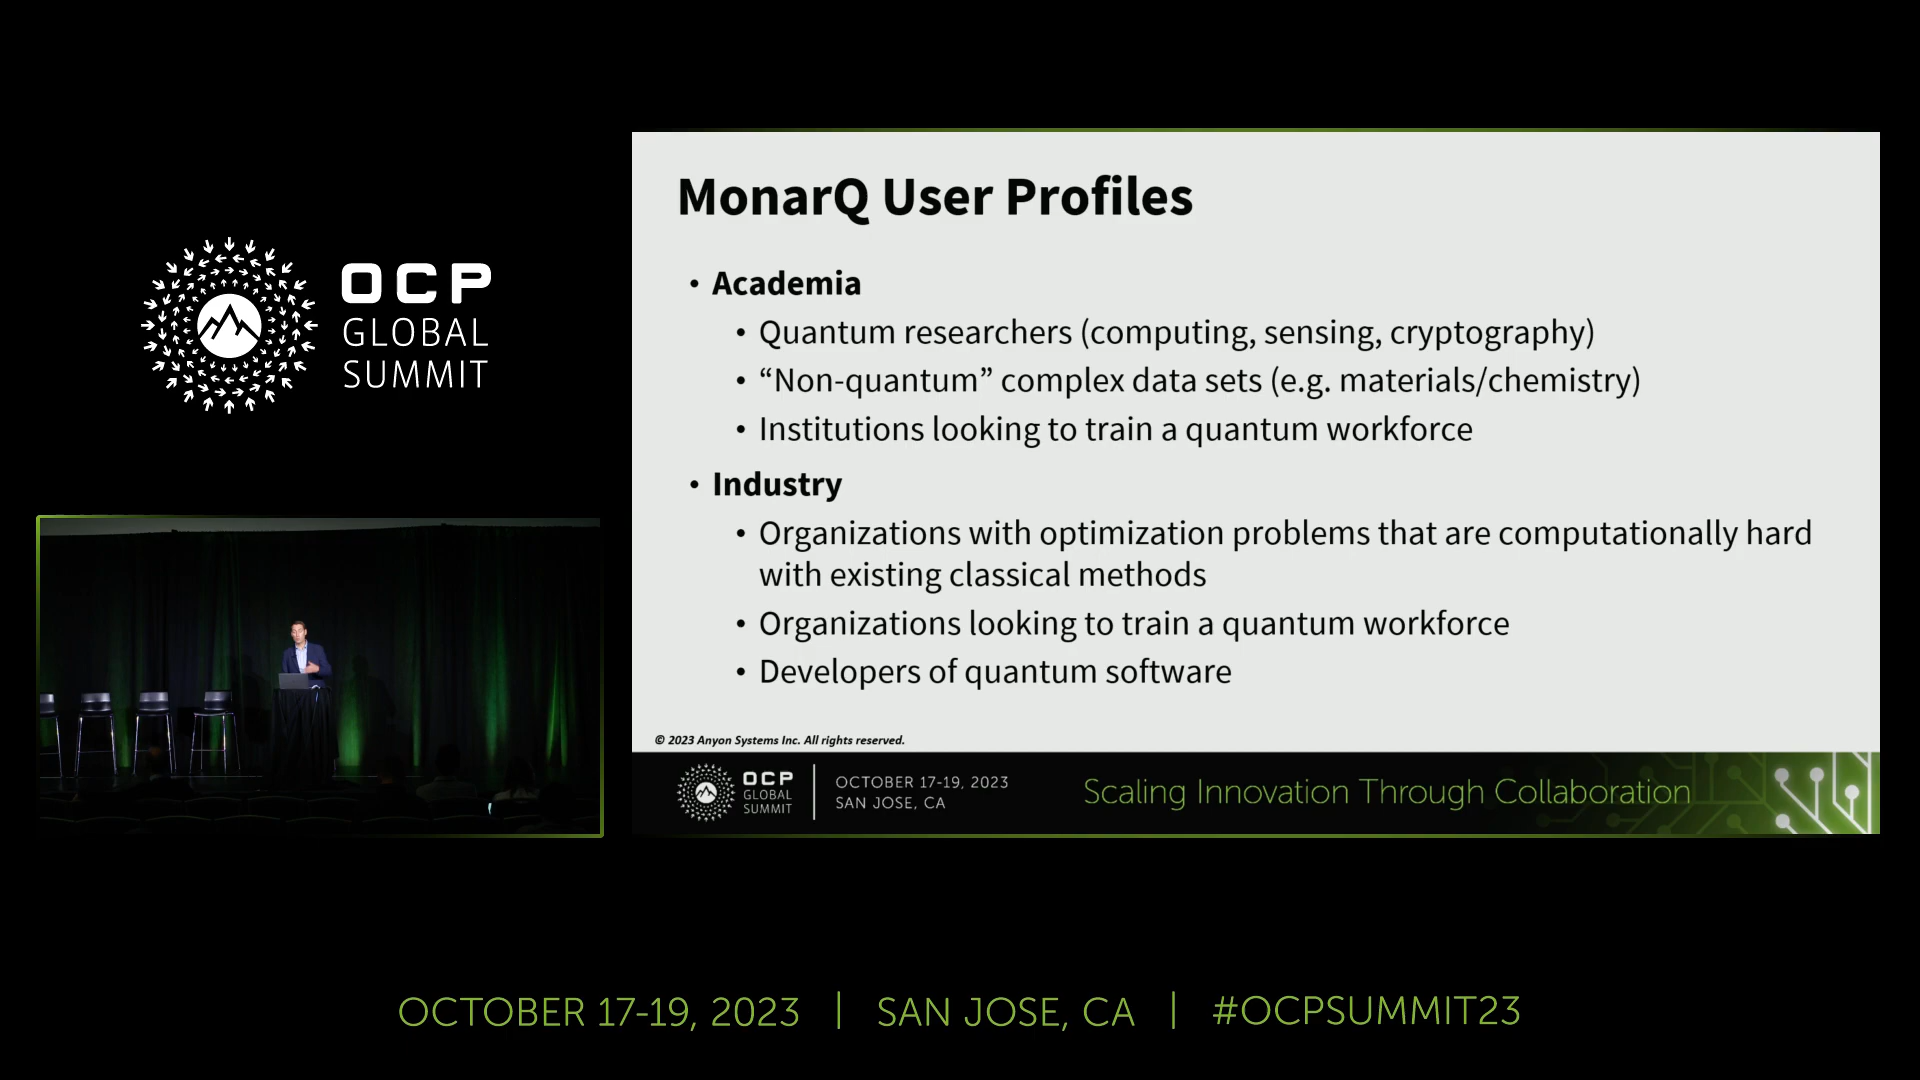 OCP
GLOBAL
SUMMIT
MonarQ User Profiles
• Academia
• Quantum researchers (computing, sensing, cryptography)
• “Non-quantum” complex data sets (e.g. materials/chemistry)
• Institutions looking to train a quantum workforce
• Industry
• Organizations with optimization problems that are computationally hard
with existing classical methods
• Organizations looking to train a quantum workforce
• Developers of quantum software
© 2023 Anyon Systems Inc. All rights reserved.
OCP
GLOBAL
SUMMIT
OCTOBER 17-19, 2023
SAN JOSE, CA
Scaling Innovation Through Collaboration
OCTOBER 17-19, 2023 | SAN JOSE, CA | #OCPSUMMIT23